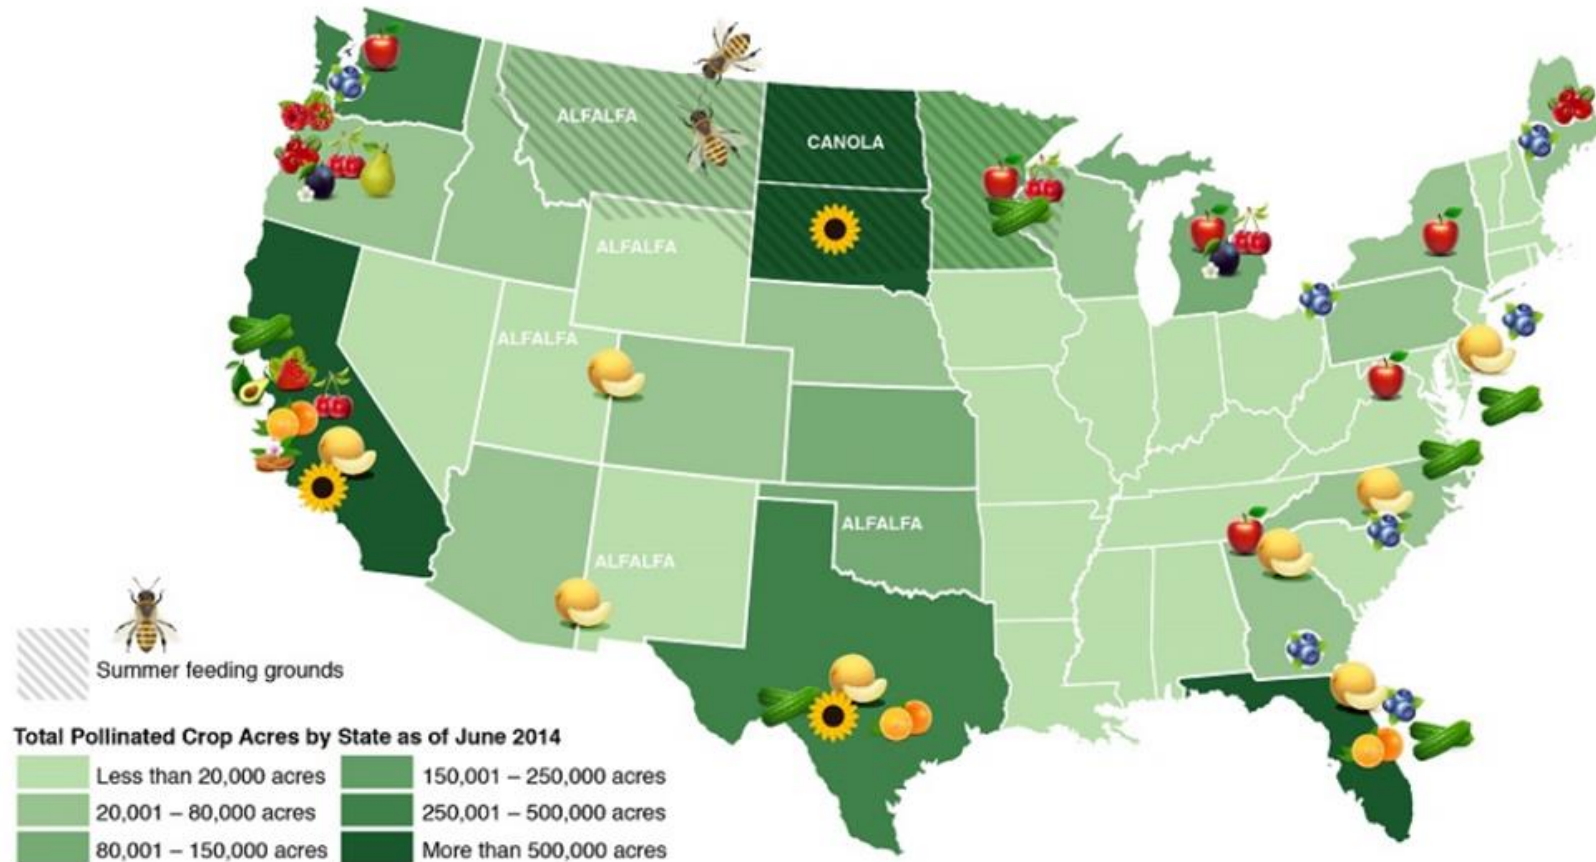 ALFALFA
CANOLA
ALFALFA
ALFALFA
ALFALFA
ALFALFA
Summer feeding grounds
Total Pollinated Crop Acres by State as of June 2014
Less than 20,000 acres
150,001 – 250,000 acres
20,001 – 80,000 acres
250,001 – 500,000 acres
80,001 – 150,000 acres
More than 500,000 acres